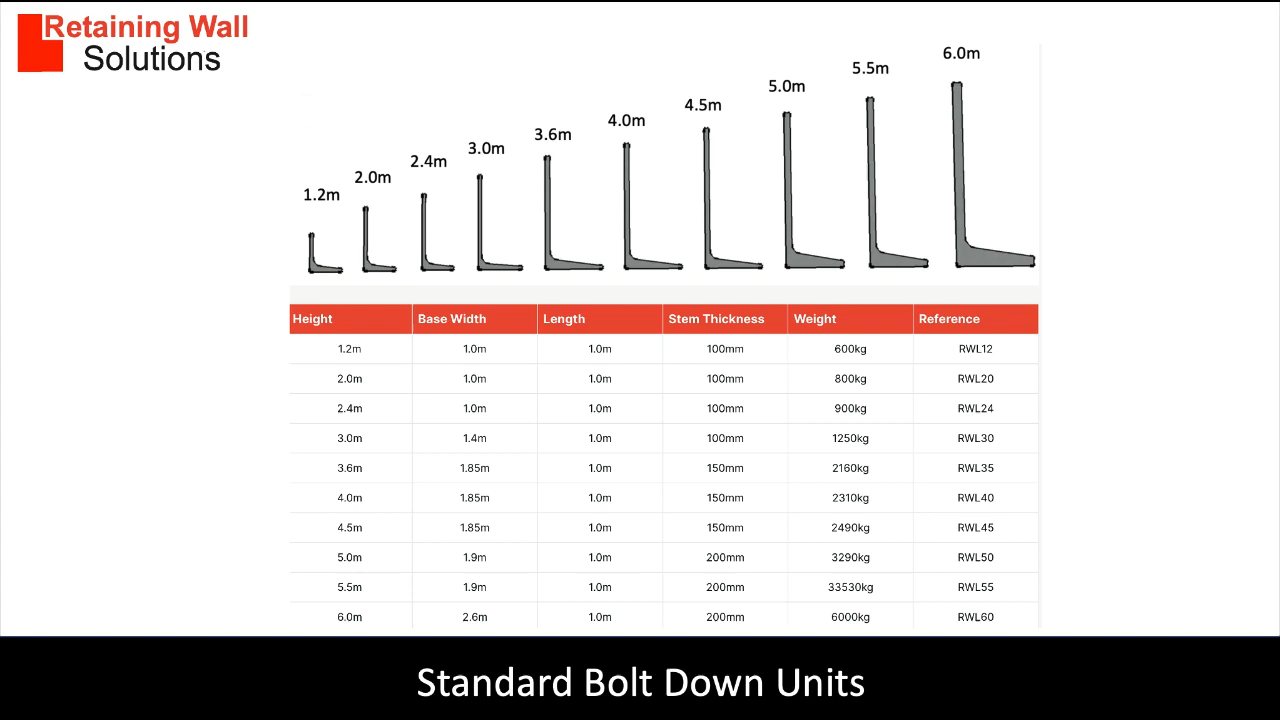 Retaining Wall
Solutions
1.2m
2.0m
2.4m
3.0m
3.6m
4.0m
4.5m
5.0m
5.5m
6.0m
Height Base Width Length Stem Thickness Weight Reference
1.2m 1.0m 1.0m 100mm 600kg RWL12
2.0m 1.0m 1.0m 100mm 800kg RWL20
2.4m 1.0m 1.0m 100mm 900kg RWL24
3.0m 1.4m 1.0m 100mm 1250kg RWL30
3.6m 1.85m 1.0m 150mm 2160kg RWL35
4.0m 1.85m 1.0m 150mm 2310kg RWL40
4.5m 1.85m 1.0m 150mm 2490kg RWL45
5.0m 1.9m 1.0m 200mm 3290kg RWL50
5.5m 1.9m 1.0m 200mm 33530kg RWL55
6.0m 2.6m 1.0m 200mm 6000kg RWL60
Standard Bolt Down Units